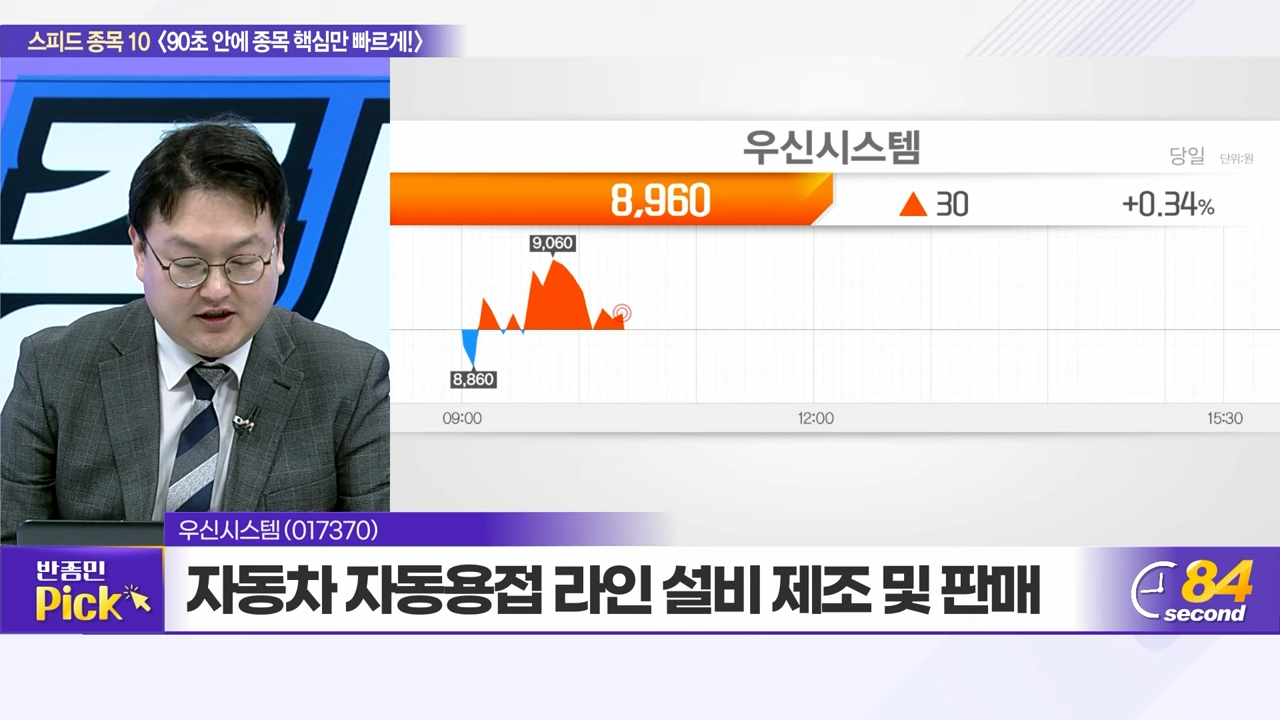 스피드 종목 10 <90초 안에 종목 핵심만 빠르게!>
우신시스템
당일 단위:원
8,960 ▲ 30 +0.34%
9,060
8,860
09:00 12:00 15:30
우신시스템(017370)
반종민
Pick
자동차 자동용접 라인 설비 제조 및 판매
84
second